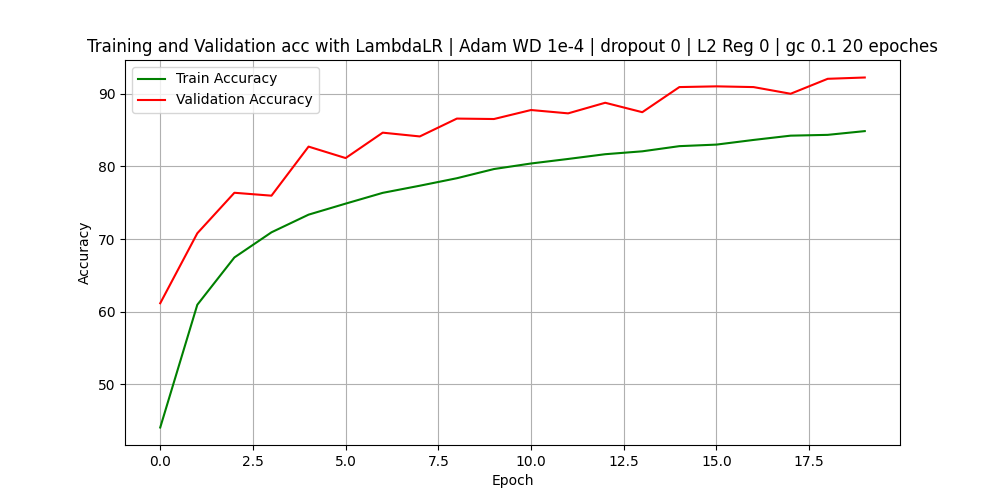 Training and Validation acc with LambdaLR | Adam WD 1e-4 | dropout 0 | L2 Reg 0 | gc 0.1 20 epoches
Train Accuracy
Validation Accuracy
90
80
70
60
50
Accuracy
0.0 2.5 5.0 7.5 10.0 12.5 15.0 17.5
Epoch